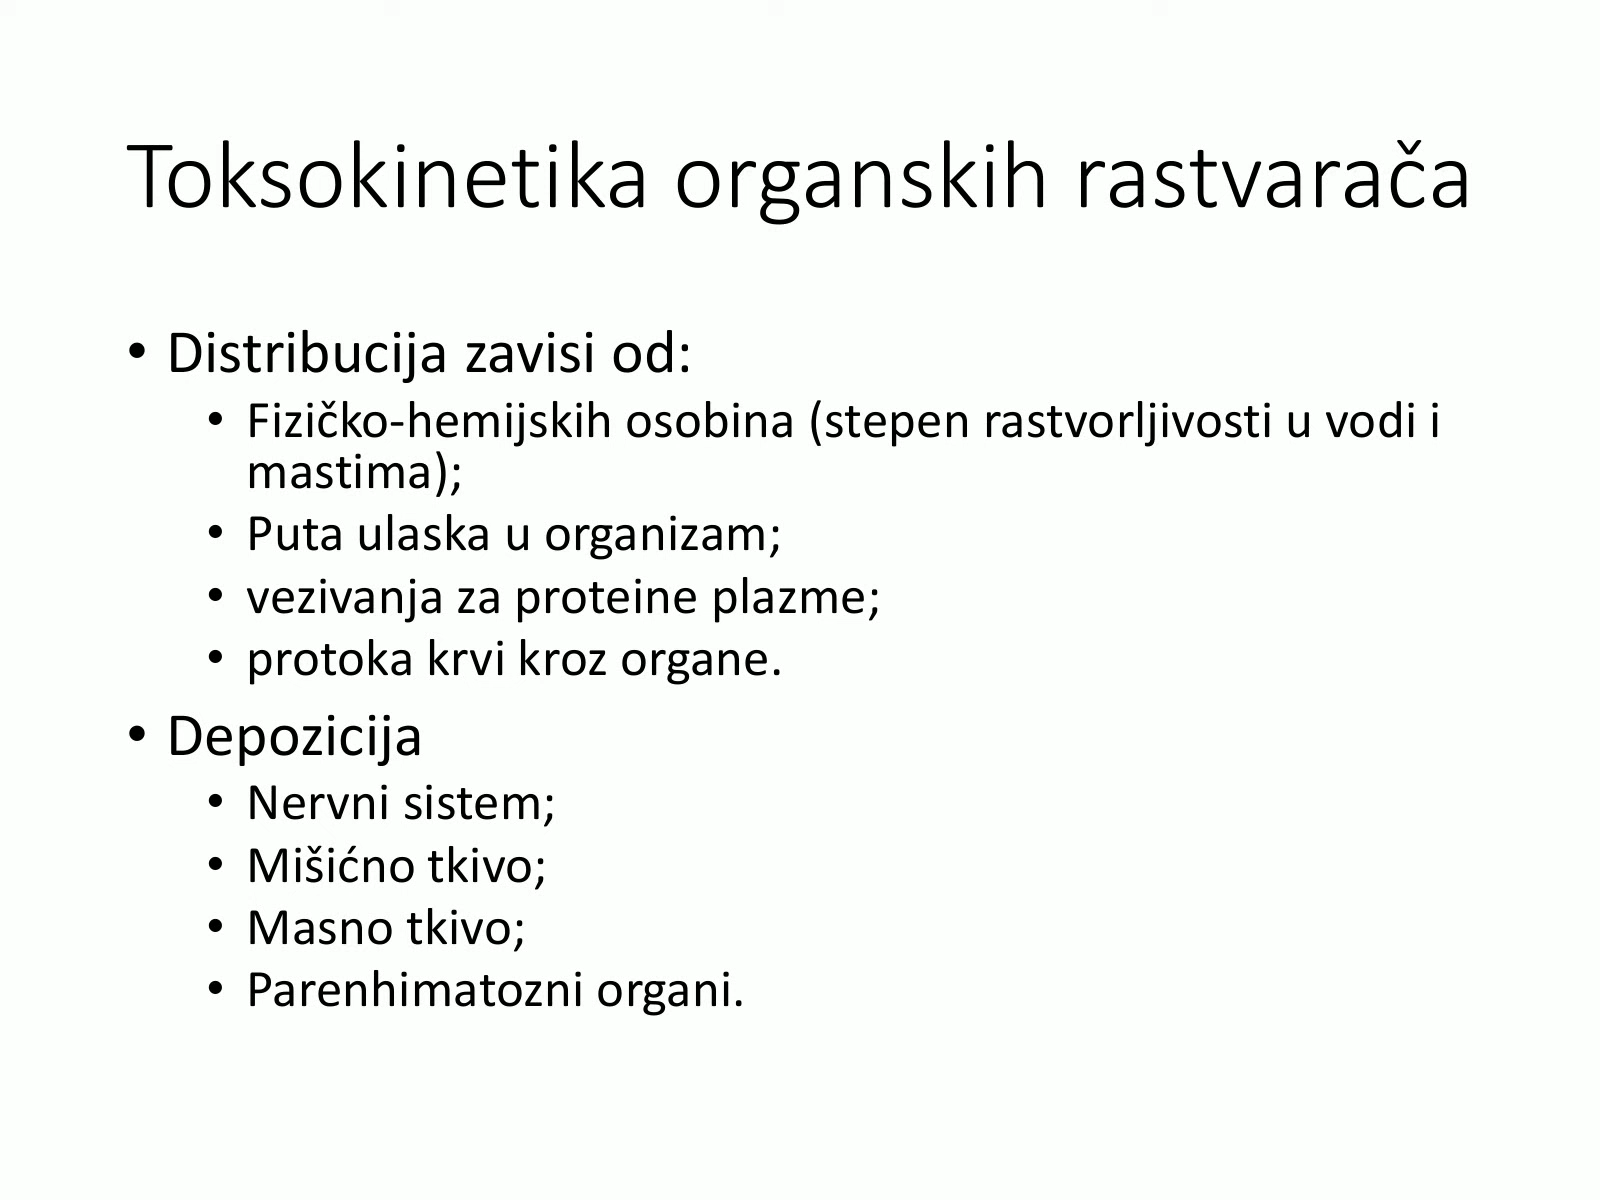 Toksokinetika organskih rastvarača
• Distribucija zavisi od:
• Fizičko-hemijskih osobina (stepen rastvorljivosti u vodi i
mastima);
• Puta ulaska u organizam;
• vezivanja za proteine plazme;
• protoka krvi kroz organe.
• Depozicija
• Nervni sistem;
• Mišićno tkivo;
• Masno tkivo;
• Parenhimatozni organi.